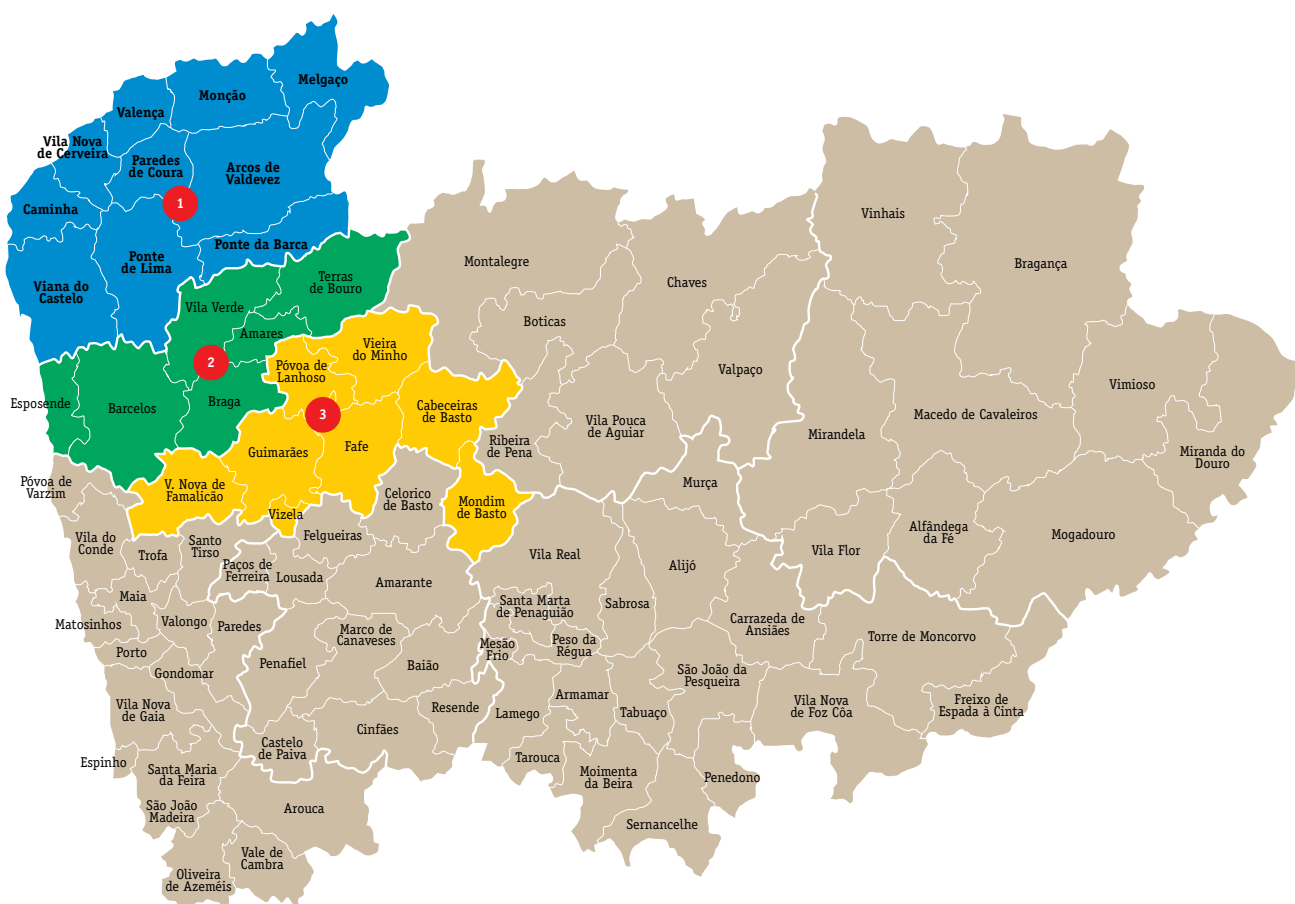 Melgaço
Monção
Valença
Vila Nova
de Cerveira
Paredes
de Coura
Arcos de
Valdevez
1
Caminha
Ponte da Barca
Ponte
de Lima
Viana do
Castelo
Terras
de Bouro
Vila Verde
Amares
2
Braga
Barcelos
Esposende
Vieira
do Minho
Póvoa de
Lanhoso
3
Cabeceiras
de Basto
Guimarães
Fafe
V. Nova de
Famalicão
Vizela
Mondim
de Basto
Vinhais
Bragança
Montalegre
Chaves
Boticas
Valpaço
Vimioso
Macedo de Cavaleiros
Vila Pouca
de Aguiar
Ribeira
de Pena
Mirandela
Miranda do
Douro
Murça
Póvoa de
Varzim
Celorico
de Basto
Alfândega
da Fé
Mogadouro
Vila do
Conde
Felgueiras
Santo
Tirso
Trofa
Vila Real
Vila Flor
Alijó
Paços de
Ferreira
Lousada
Amarante
Maia
Matosinhos
Valongo
Paredes
Santa Marta
de Penaguião
Sabrosa
Carrazeda de
Ansiães
Torre de Moncorvo
Porto
Marco de
Canaveses
Mesão
Frio
Peso da
Régua
Gondomar
Penafiel
Baião
São João da
Pesqueira
Armamar
Vila Nova
de Gaia
Resende
Lamego
Tabuaço
Vila Nova
de Foz Côa
Freixo de
Espada à Cinta
Cinfães
Castelo
de Paiva
Espinho
Tarouca
Santa Maria
da Feira
Moimenta
da Beira
Penedono
São João
Madeira
Arouca
Sernancelhe
Vale de
Cambra
Oliveira
de Azeméis